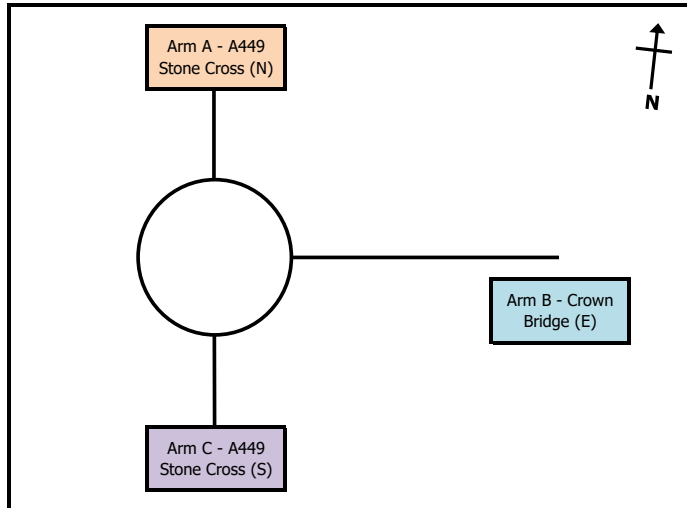 Arm A - A449
Stone Cross (N)
N
Arm B - Crown
Bridge (E)
Arm C - A449
Stone Cross (S)